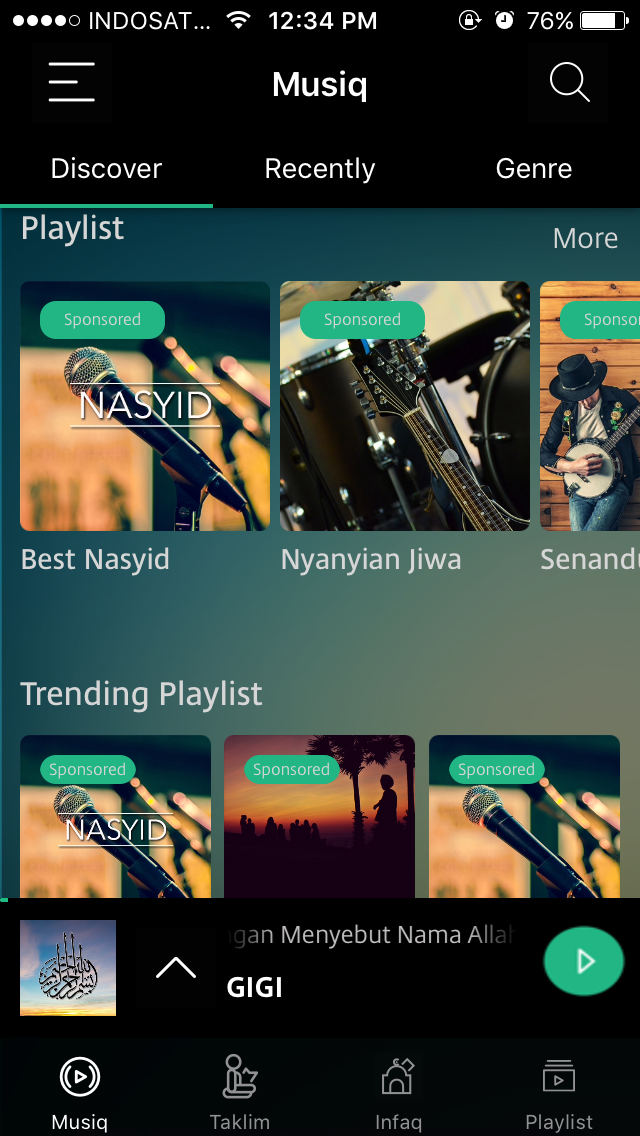 INDOSAT... 12:34 PM 76%
Musiq
Discover Recently Genre
Playlist More
Sponsored Sponsored Sponsor
NASYID
Best Nasyid Nyanyian Jiwa Senandu
Trending Playlist
Sponsored Sponsored Sponsored
NASYID
ngan Menyebut Nama Allah
GIGI
Musiq Taklim Infaq Playlist